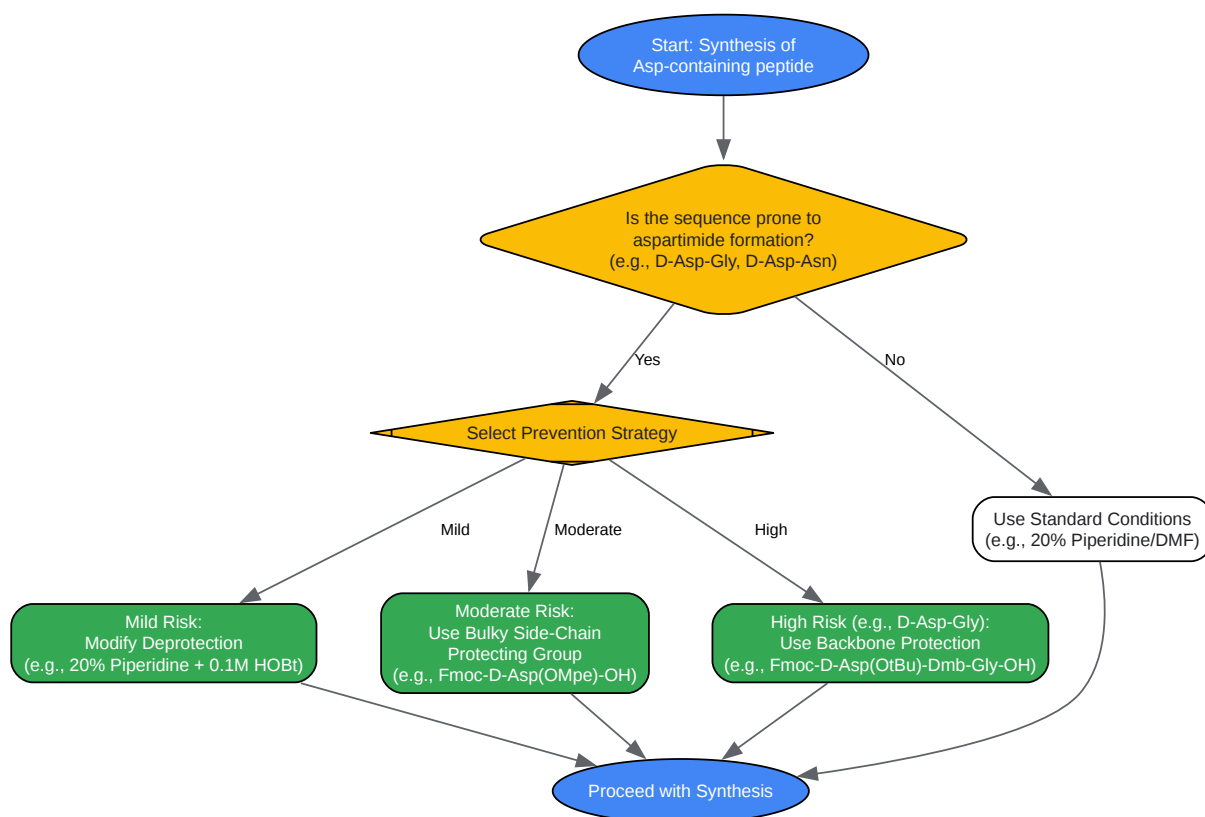 Start: Synthesis of
Asp-containing peptide
Is the sequence prone to
aspartimide formation?
(e.g., D-Asp-Gly, D-Asp-Asn)
Yes
No
Select Prevention Strategy
Mild
Moderate
High
Use Standard Conditions
(e.g., 20% Piperidine/DMF)
Mild Risk:
Modify Deprotection
(e.g., 20% Piperidine + 0.1M HOBt)
Moderate Risk:
Use Bulky Side-Chain
Protecting Group
(e.g., Fmoc-D-Asp(OMpe)-OH)
High Risk (e.g., D-Asp-Gly):
Use Backbone Protection
(e.g., Fmoc-D-Asp(OtBu)-Dmb-Gly-OH)
Proceed with Synthesis